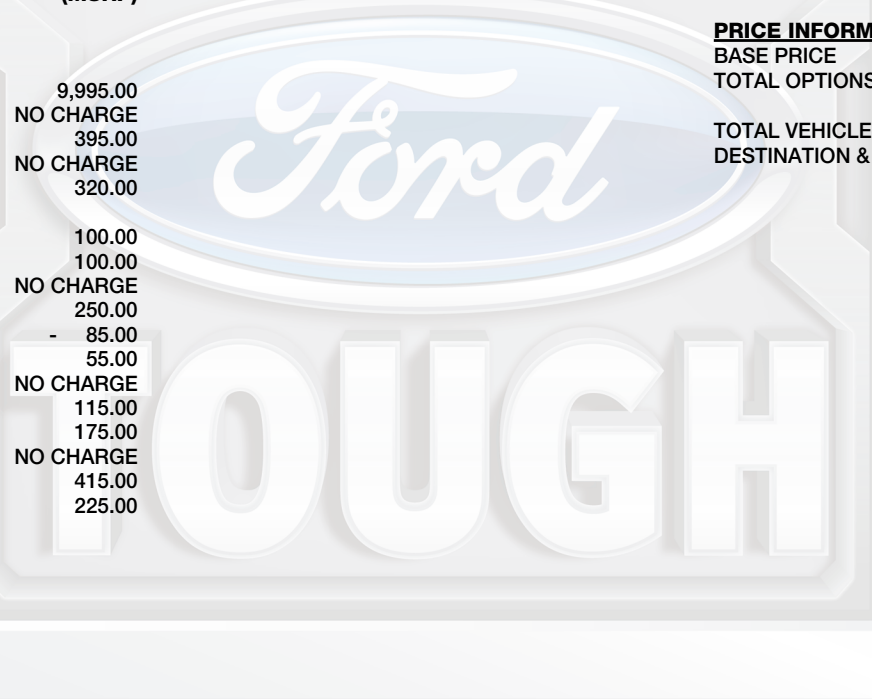 9,995.00
NO CHARGE
395.00
NO CHARGE
320.00
100.00
100.00
NO CHARGE
250.00
- 85.00
55.00
NO CHARGE
115.00
175.00
NO CHARGE
415.00
225.00
PRICE INFORM
BASE PRICE
TOTAL OPTIONS
TOTAL VEHICLE
DESTINATION &
Ford
TOUGH